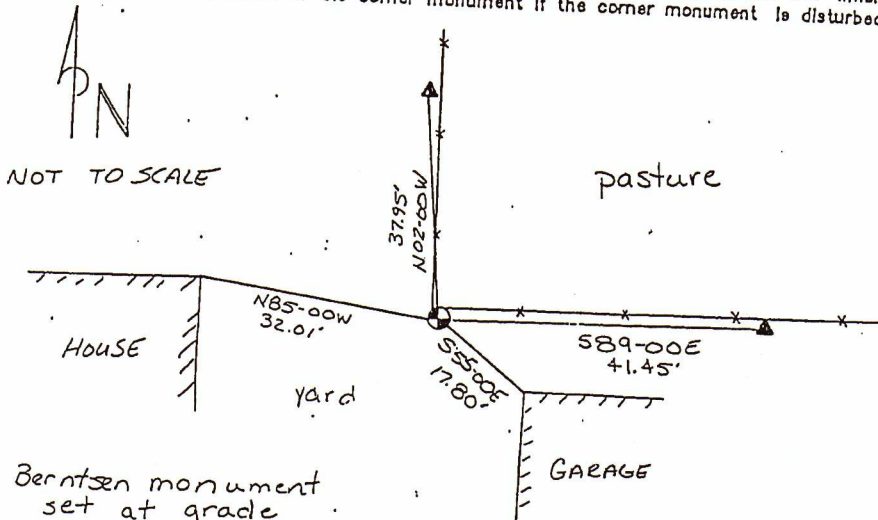 the corner monument if the corner monument is disturbed
N
NOT TO SCALE
pasture
37.95'
N02-00W
N85-00W
32.01'
HOUSE
S89-00E
41.45'
S55-00E
17.80'
yard
GARAGE
Berntsen monument
set at grade